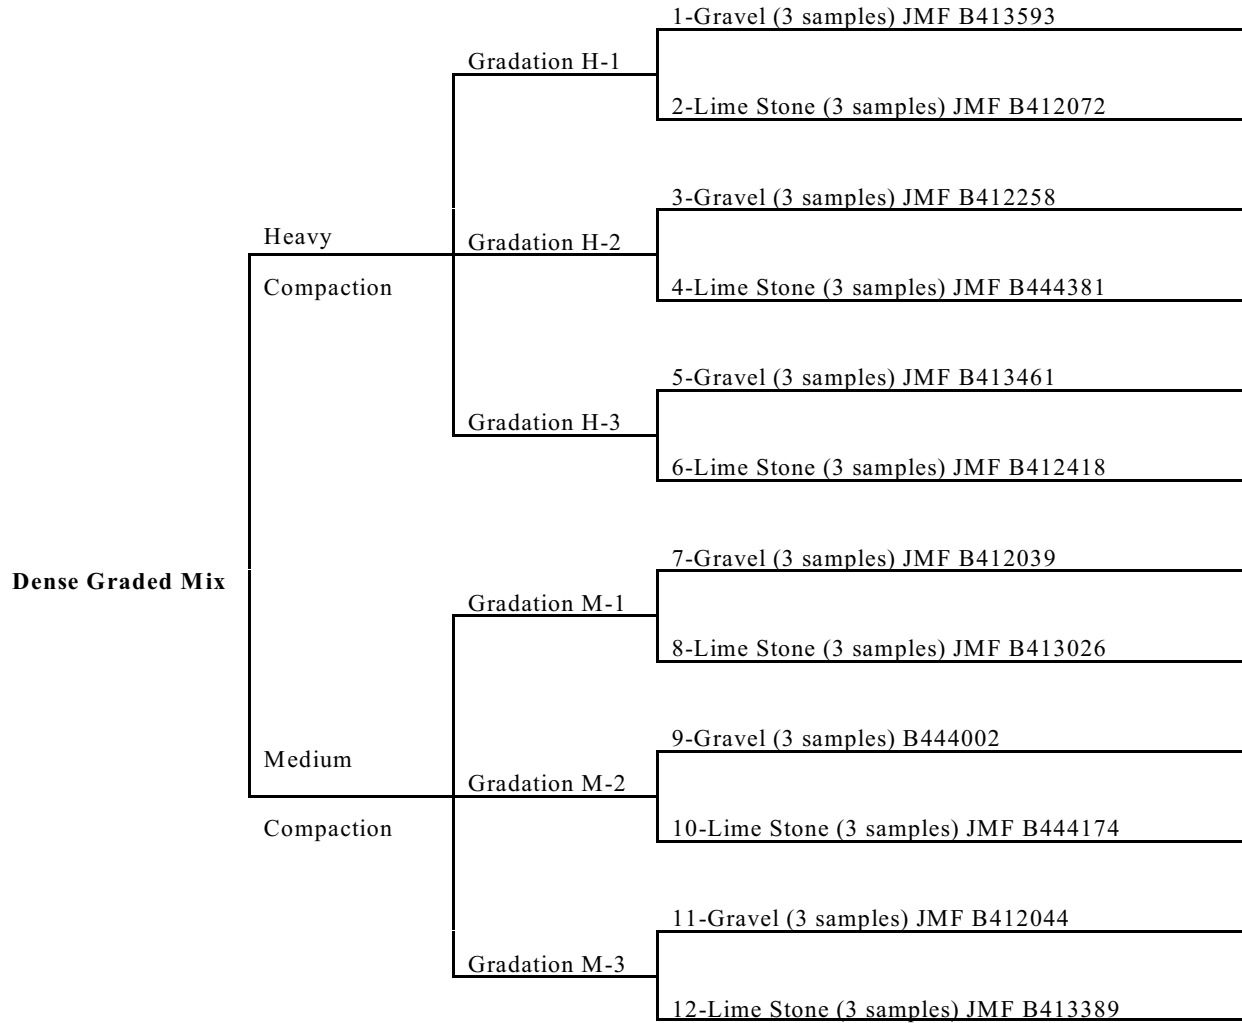 1-Gravel (3 samples) JMF B413593
Gradation H-1
2-Lime Stone (3 samples) JMF B412072
3-Gravel (3 samples) JMF B412258
Heavy
Gradation H-2
Compaction
4-Lime Stone (3 samples) JMF B444381
5-Gravel (3 samples) JMF B413461
Gradation H-3
6-Lime Stone (3 samples) JMF B412418
7-Gravel (3 samples) JMF B412039
Dense Graded Mix
Gradation M-1
8-Lime Stone (3 samples) JMF B413026
9-Gravel (3 samples) B444002
Medium
Gradation M-2
Compaction
10-Lime Stone (3 samples) JMF B444174
11-Gravel (3 samples) JMF B412044
Gradation M-3
12-Lime Stone (3 samples) JMF B413389